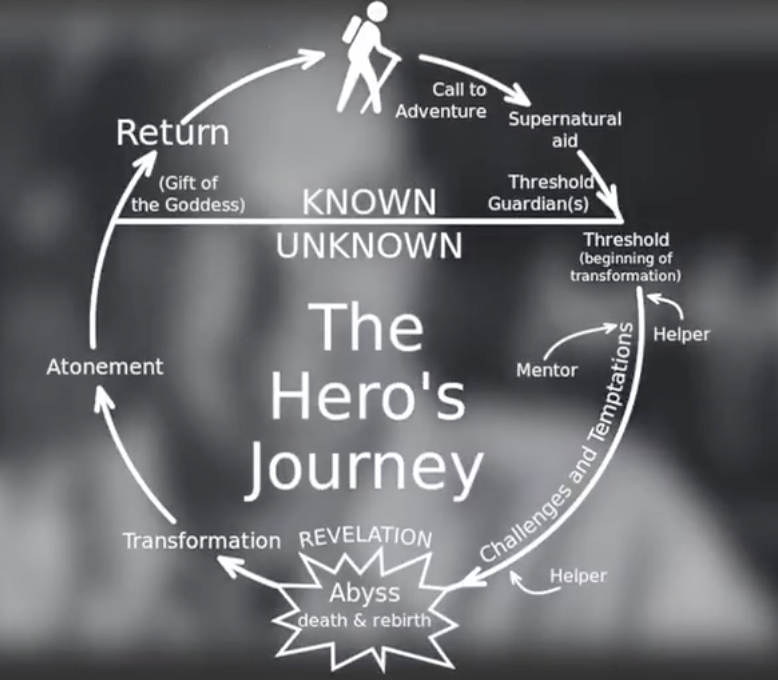 Call to
Adventure
Supernatural
aid
Return
(Gift of
the Goddess)
KNOWN
Threshold
Guardian(s)
UNKNOWN
Threshold
(beginning of
transformation)
Helper
Mentor
Challenges and Temptations
The
Hero's
Journey
Atonement
Transformation
REVELATION
Abyss
death & rebirth
Helper